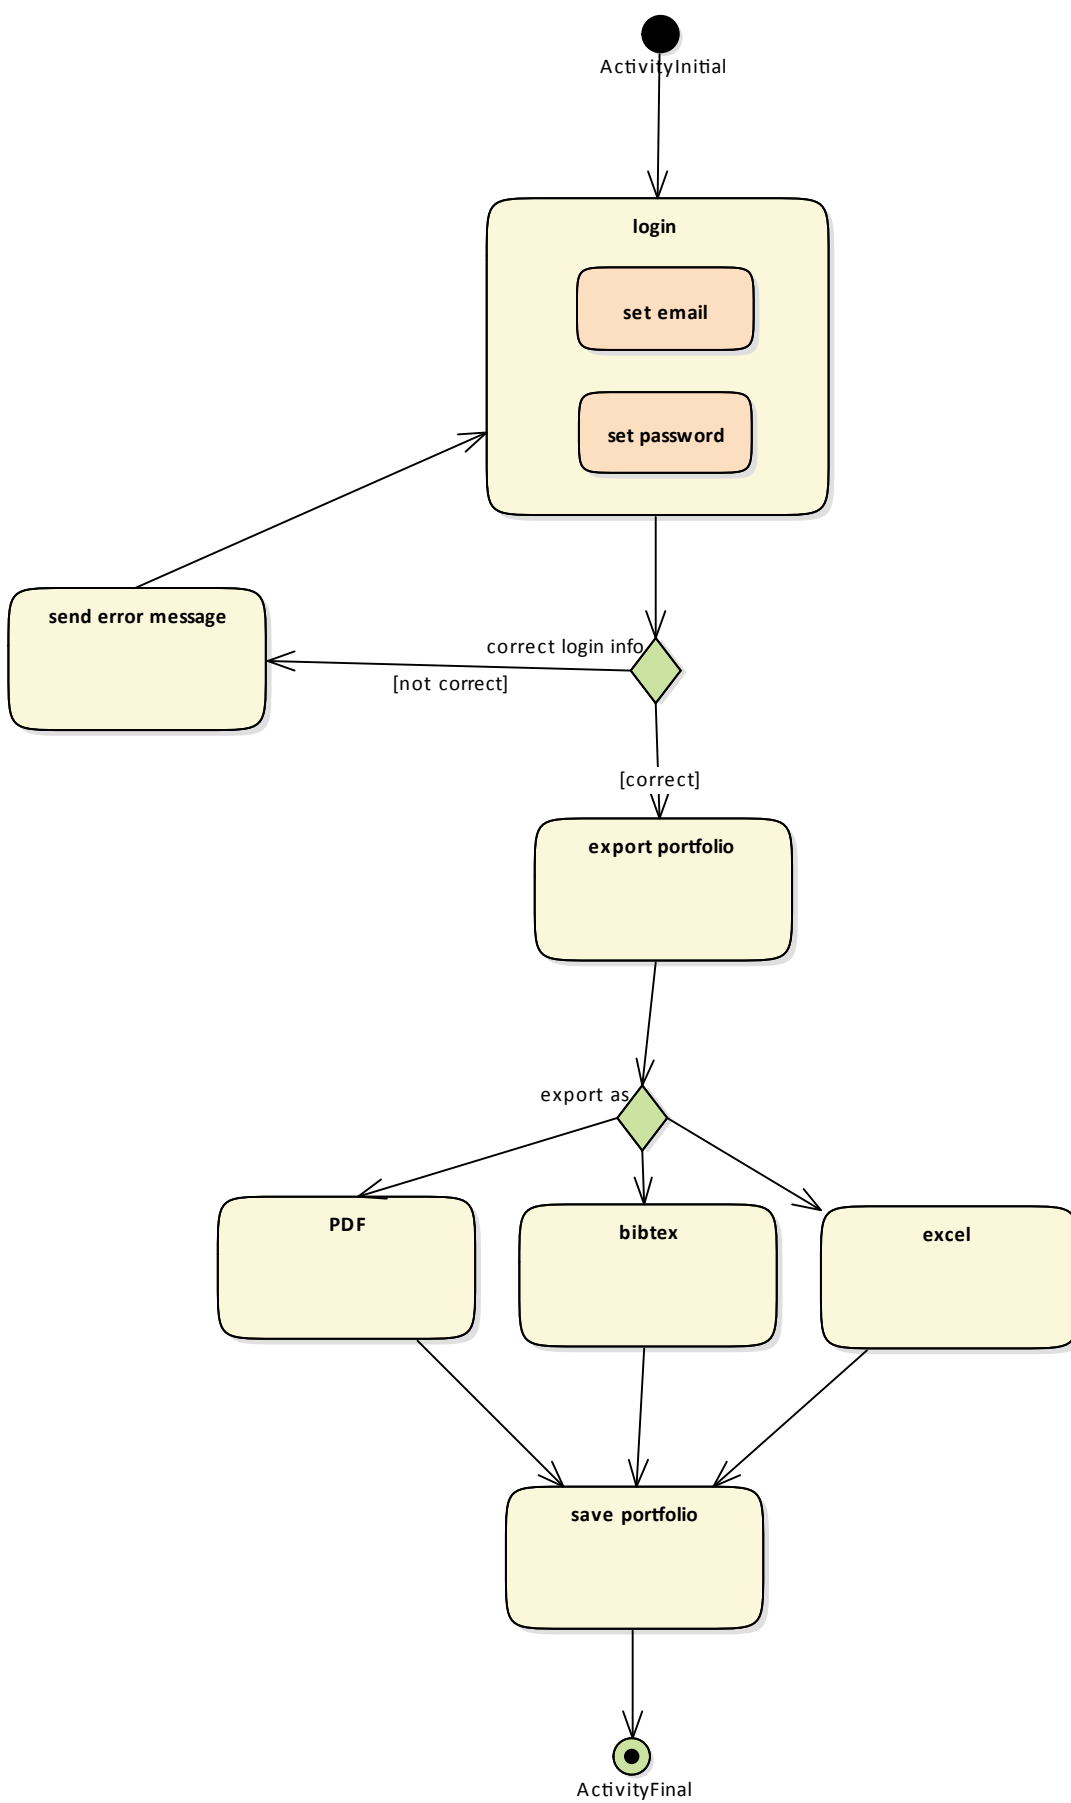 ActivityInitial
login
set email
set password
send error message
correct login info
[not correct]
[correct]
export portfolio
export as
PDF
bibtex
excel
save portfolio
ActivityFinal